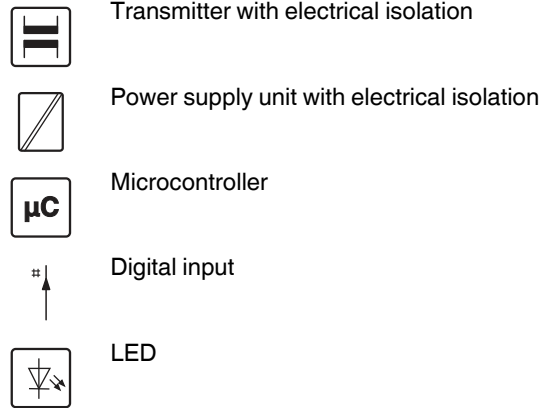 Transmitter with electrical isolation
Power supply unit with electrical isolation
µC
Microcontroller
#
Digital input
LED